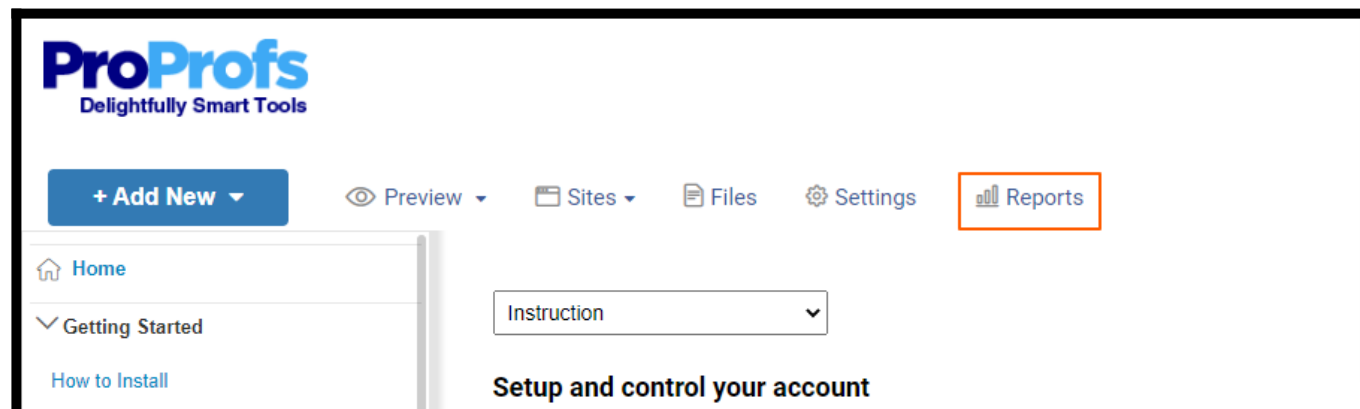 ProProfs
Delightfully Smart Tools
+ Add New Preview Sites Files Settings Reports
Home
Instruction
Getting Started
How to Install
Setup and control your account